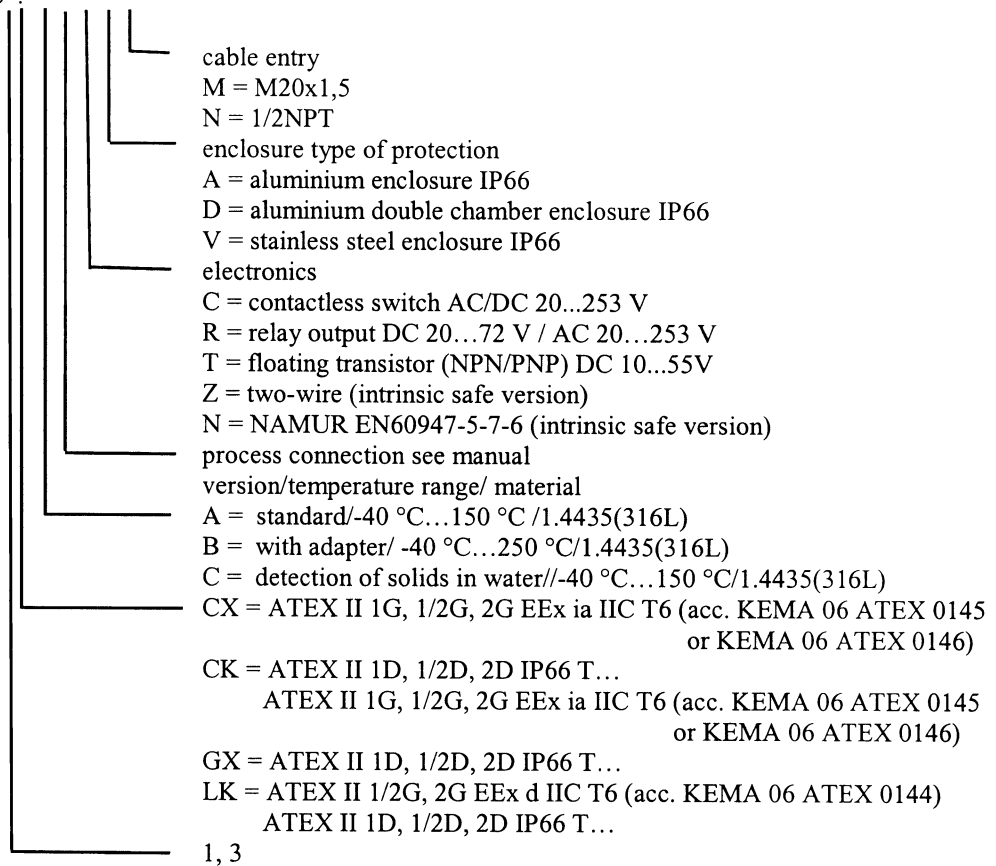 cable entry
M = M20x1,5
N = 1/2NPT
enclosure type of protection
A = aluminium enclosure IP66
D = aluminium double chamber enclosure IP66
V = stainless steel enclosure IP66
electronics
C = contactless switch AC/DC 20...253 V
R = relay output DC 20…72 V / AC 20…253 V
T = floating transistor (NPN/PNP) DC 10...55V
Z = two-wire (intrinsic safe version)
N = NAMUR EN60947-5-7-6 (intrinsic safe version)
process connection see manual
version/temperature range/ material
A = standard/-40 °C…150 °C /1.4435(316L)
B = with adapter/ -40 °C…250 °C/1.4435(316L)
C = detection of solids in water//-40 °C…150 °C/1.4435(316L)
CX = ATEX II 1G, 1/2G, 2G EEx ia IIC T6 (acc. KEMA 06 ATEX 0145
or KEMA 06 ATEX 0146)
CK = ATEX II 1D, 1/2D, 2D IP66 T…
ATEX II 1G, 1/2G, 2G EEx ia IIC T6 (acc. KEMA 06 ATEX 0145
or KEMA 06 ATEX 0146)
GX = ATEX II 1D, 1/2D, 2D IP66 T…
LK = ATEX II 1/2G, 2G EEx d IIC T6 (acc. KEMA 06 ATEX 0144)
ATEX II 1D, 1/2D, 2D IP66 T…
1, 3